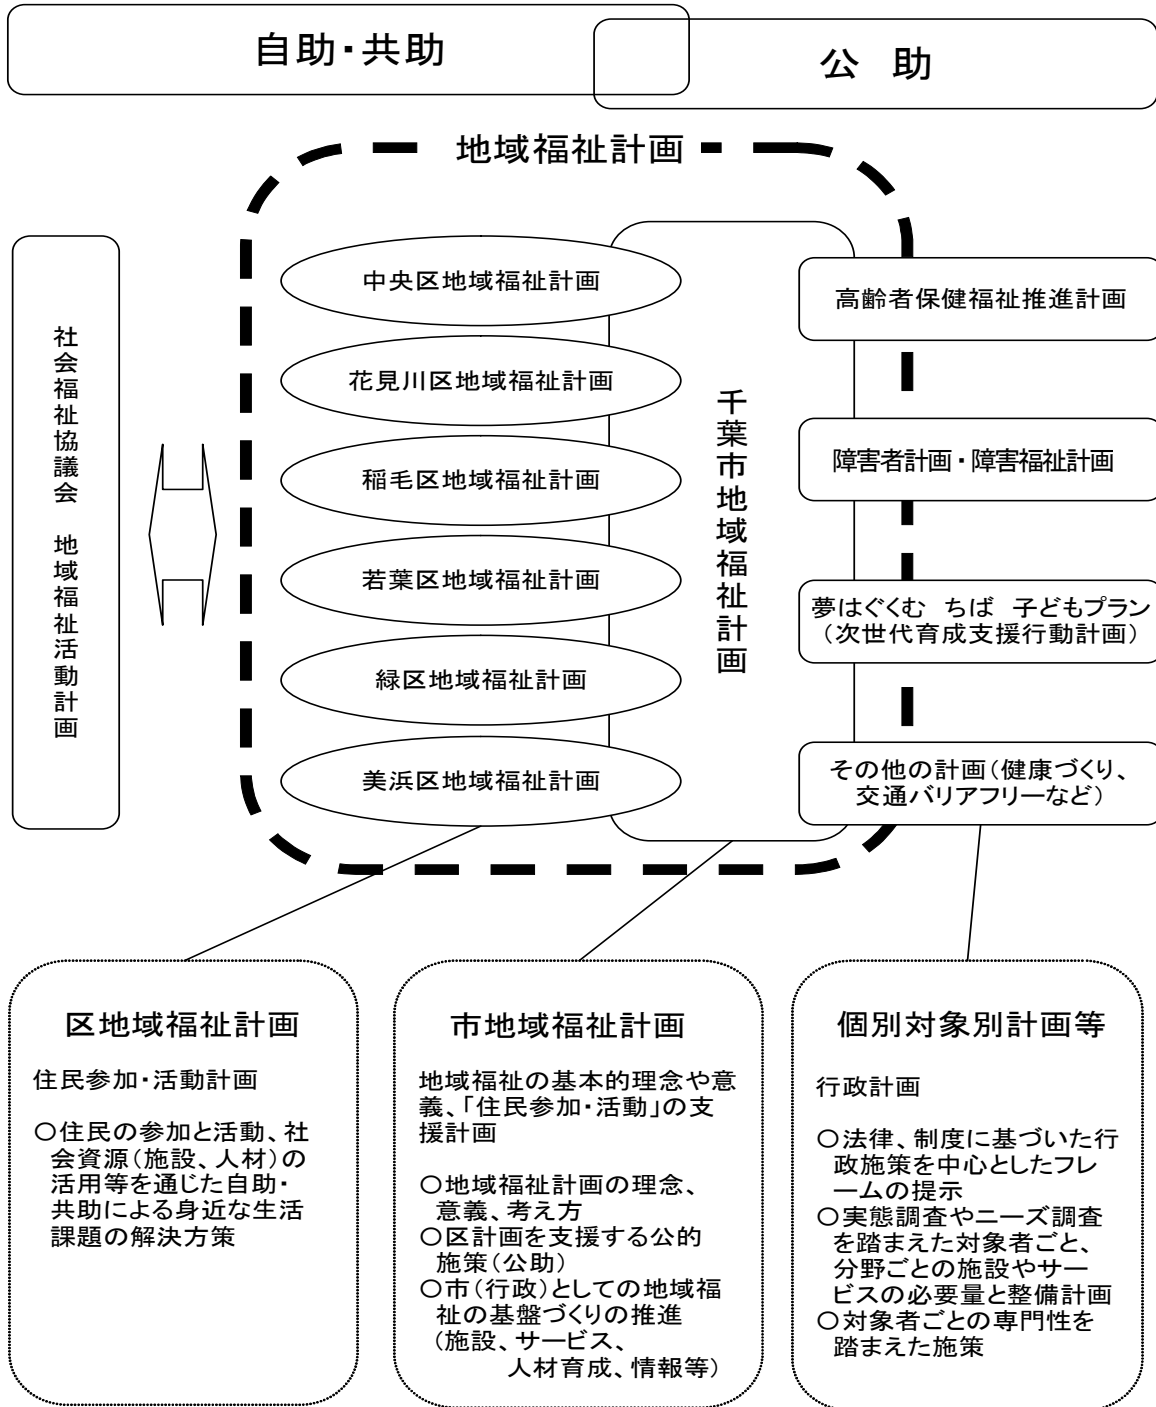 自助・共助
公　助
地域福祉計画
社会福祉協議会　地域福祉活動計画
中央区地域福祉計画
花見川区地域福祉計画
稲毛区地域福祉計画
若葉区地域福祉計画
緑区地域福祉計画
美浜区地域福祉計画
千葉市地域福祉計画
高齢者保健福祉推進計画
障害者計画・障害福祉計画
夢はぐくむ　ちば　子どもプラン
（次世代育成支援行動計画）
その他の計画（健康づくり、
交通バリアフリーなど）
区地域福祉計画
住民参加・活動計画
○住民の参加と活動、社
会資源（施設、人材）の
活用等を通じた自助・
共助による身近な生活
課題の解決方策
市地域福祉計画
地域福祉の基本的理念や意
義、「住民参加・活動」の支
援計画
○地域福祉計画の理念、
意義、考え方
○区計画を支援する公的
施策（公助）
○市（行政）としての地域福
祉の基盤づくりの推進
（施設、サービス、
人材育成、情報等）
個別対象別計画等
行政計画
○法律、制度に基づいた行
政施策を中心としたフレ
ームの提示
○実態調査やニーズ調査
を踏まえた対象者ごと、
分野ごとの施設やサー
ビスの必要量と整備計画
○対象者ごとの専門性を
踏まえた施策